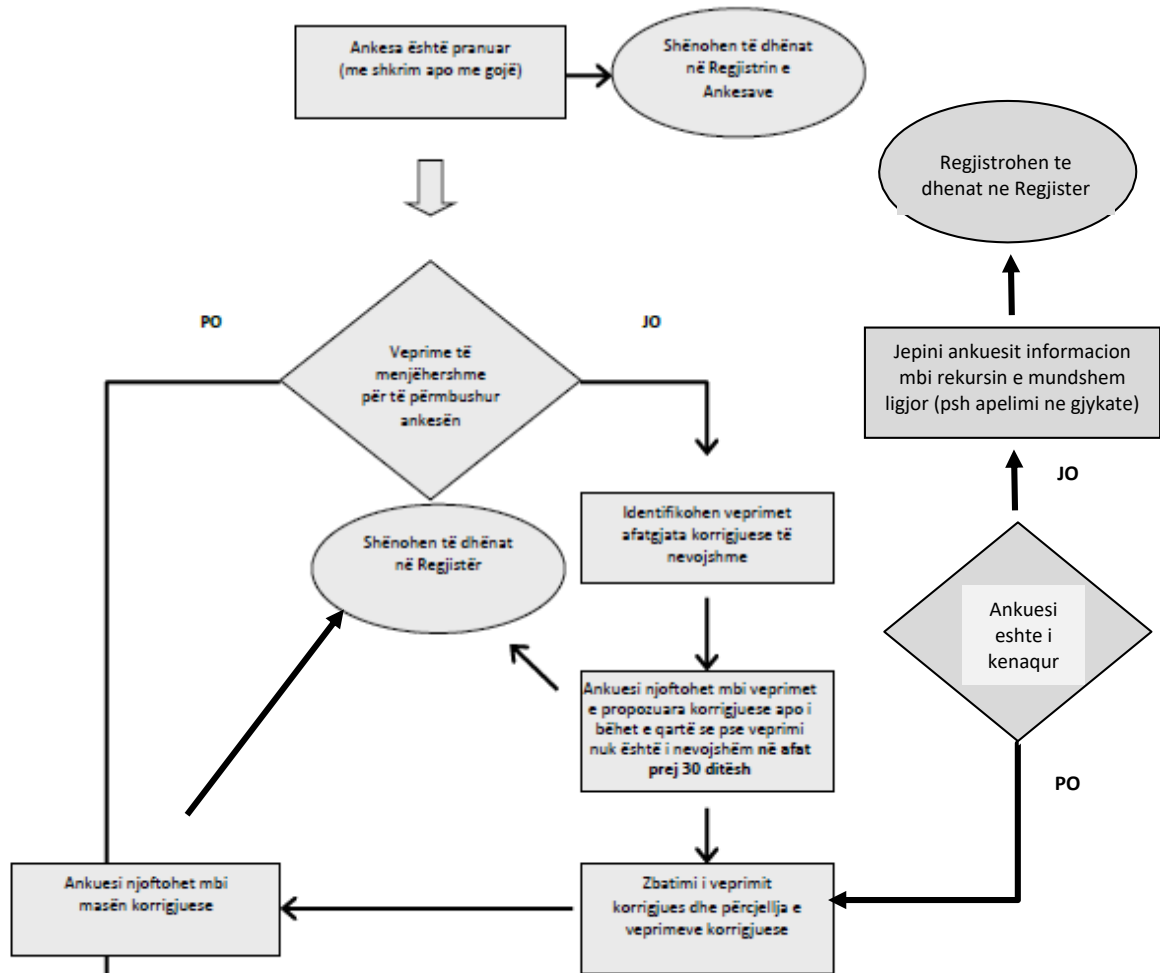 Ankesa është pranuar
(me shkrim apo me gojë)
Shënohen të dhënat
në Regjistrin e
Ankesave
Regjistrohen te
dhenat ne Regjister
PO
JO
Veprime të
menjëhershme
për të përmbushur
ankesën
Jepini ankuesit informacion
mbi rekursin e mundshem
ligjor (psh apelimi ne gjykate)
JO
Identifikohen veprimet
afatgjata korrigjuese të
nevojshme
Shënohen të dhënat
në Regjistër
Ankuesi
eshte i
kenaqur
Ankuesi njoftohet mbi veprimet
e propozuara korrigjuese apo i
bëhet e qartë se pse veprimi
nuk është i nevojshëm në afat
prej 30 ditësh
PO
Ankuesi njoftohet mbi
masën korrigjuese
Zbatimi i veprimit
korrigjues dhe përcjellja e
veprimeve korrigjuese